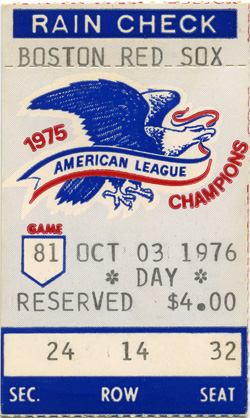 RAIN CHECK
BOSTON RED SOX
1975
AMERICAN LEAGUE
CHAMPIONS
GAME
81 OCT 03 1976
* DAY *
RESERVED $4.00
24 14 32
SEC. ROW SEAT